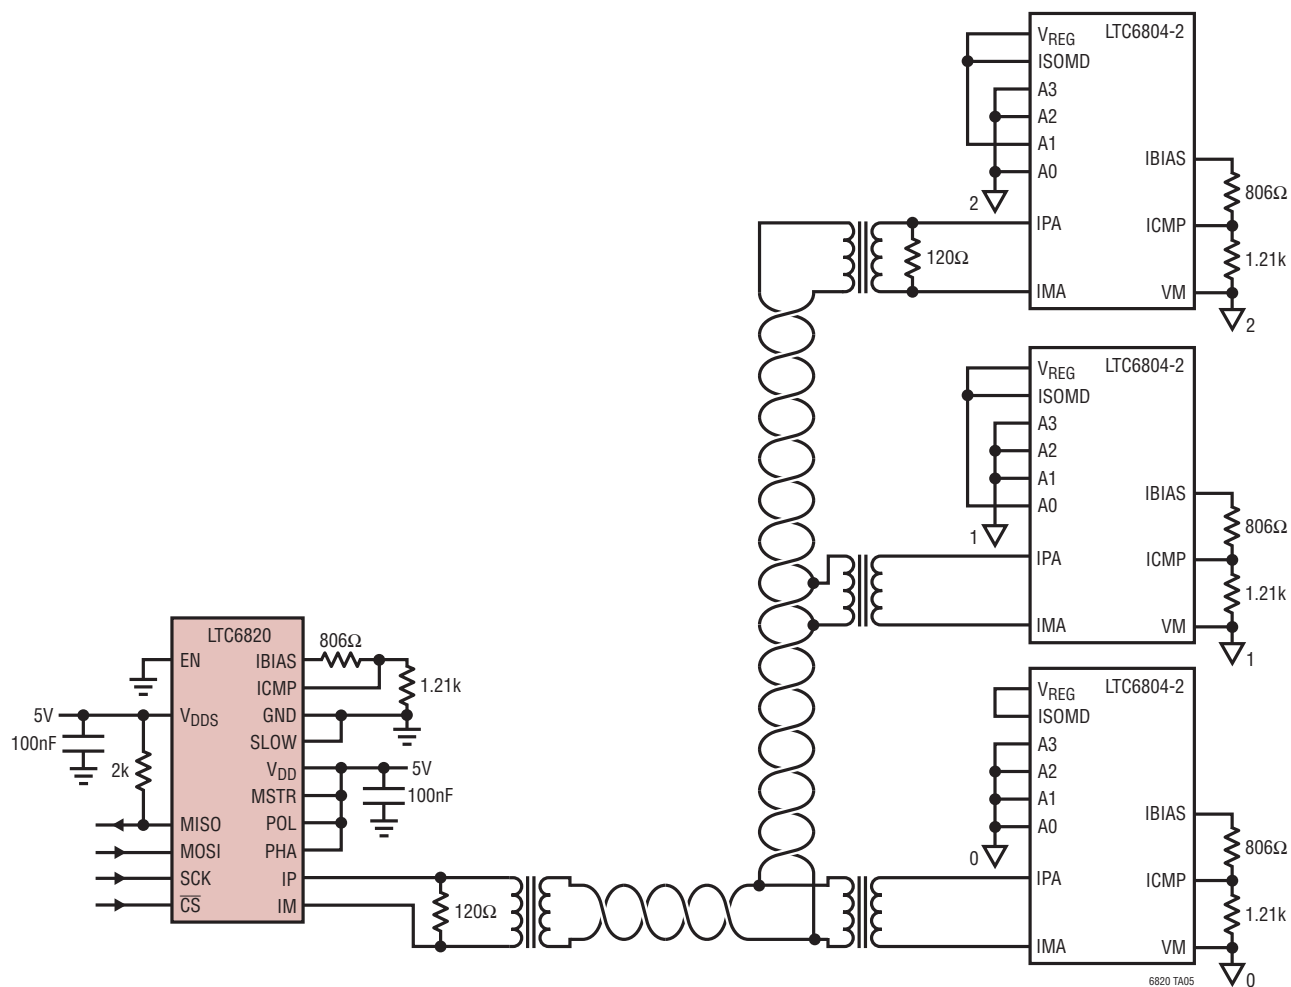 VREG
LTC6804-2
ISOMD
A3
A2
A1
A0
2
IBIAS
806Ω
IPA
ICMP
120Ω
1.21k
IMA
VM
2
VREG
LTC6804-2
ISOMD
A3
A2
A1
A0
1
IBIAS
806Ω
IPA
ICMP
1.21k
IMA
VM
1
LTC6820
EN
IBIAS
806Ω
ICMP
1.21k
5V
VDDS
GND
100nF
SLOW
2k
VDD
5V
MSTR
100nF
MISO
POL
MOSI
PHA
SCK
IP
CS
IM
120Ω
VREG
LTC6804-2
ISOMD
A3
A2
A1
A0
0
IBIAS
806Ω
IPA
ICMP
1.21k
IMA
VM
0
6820 TA05